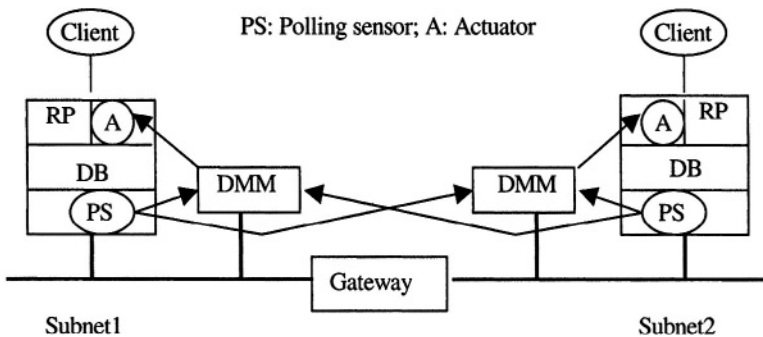 Client PS: Polling sensor; A: Actuator Client
RP A A RP
DB DMM DMM DB
PS PS
Gateway
Subnet1 Subnet2